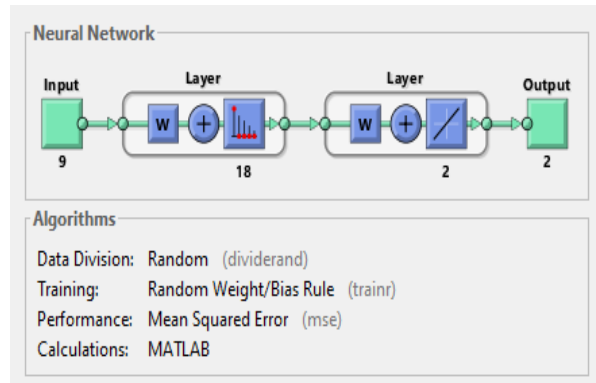 Neural Network
Input Layer Layer Output
W + W +
9 18 2 2
Algorithms
Data Division: Random (dividerand)
Training: Random Weight/Bias Rule (trainr)
Performance: Mean Squared Error (mse)
Calculations: MATLAB